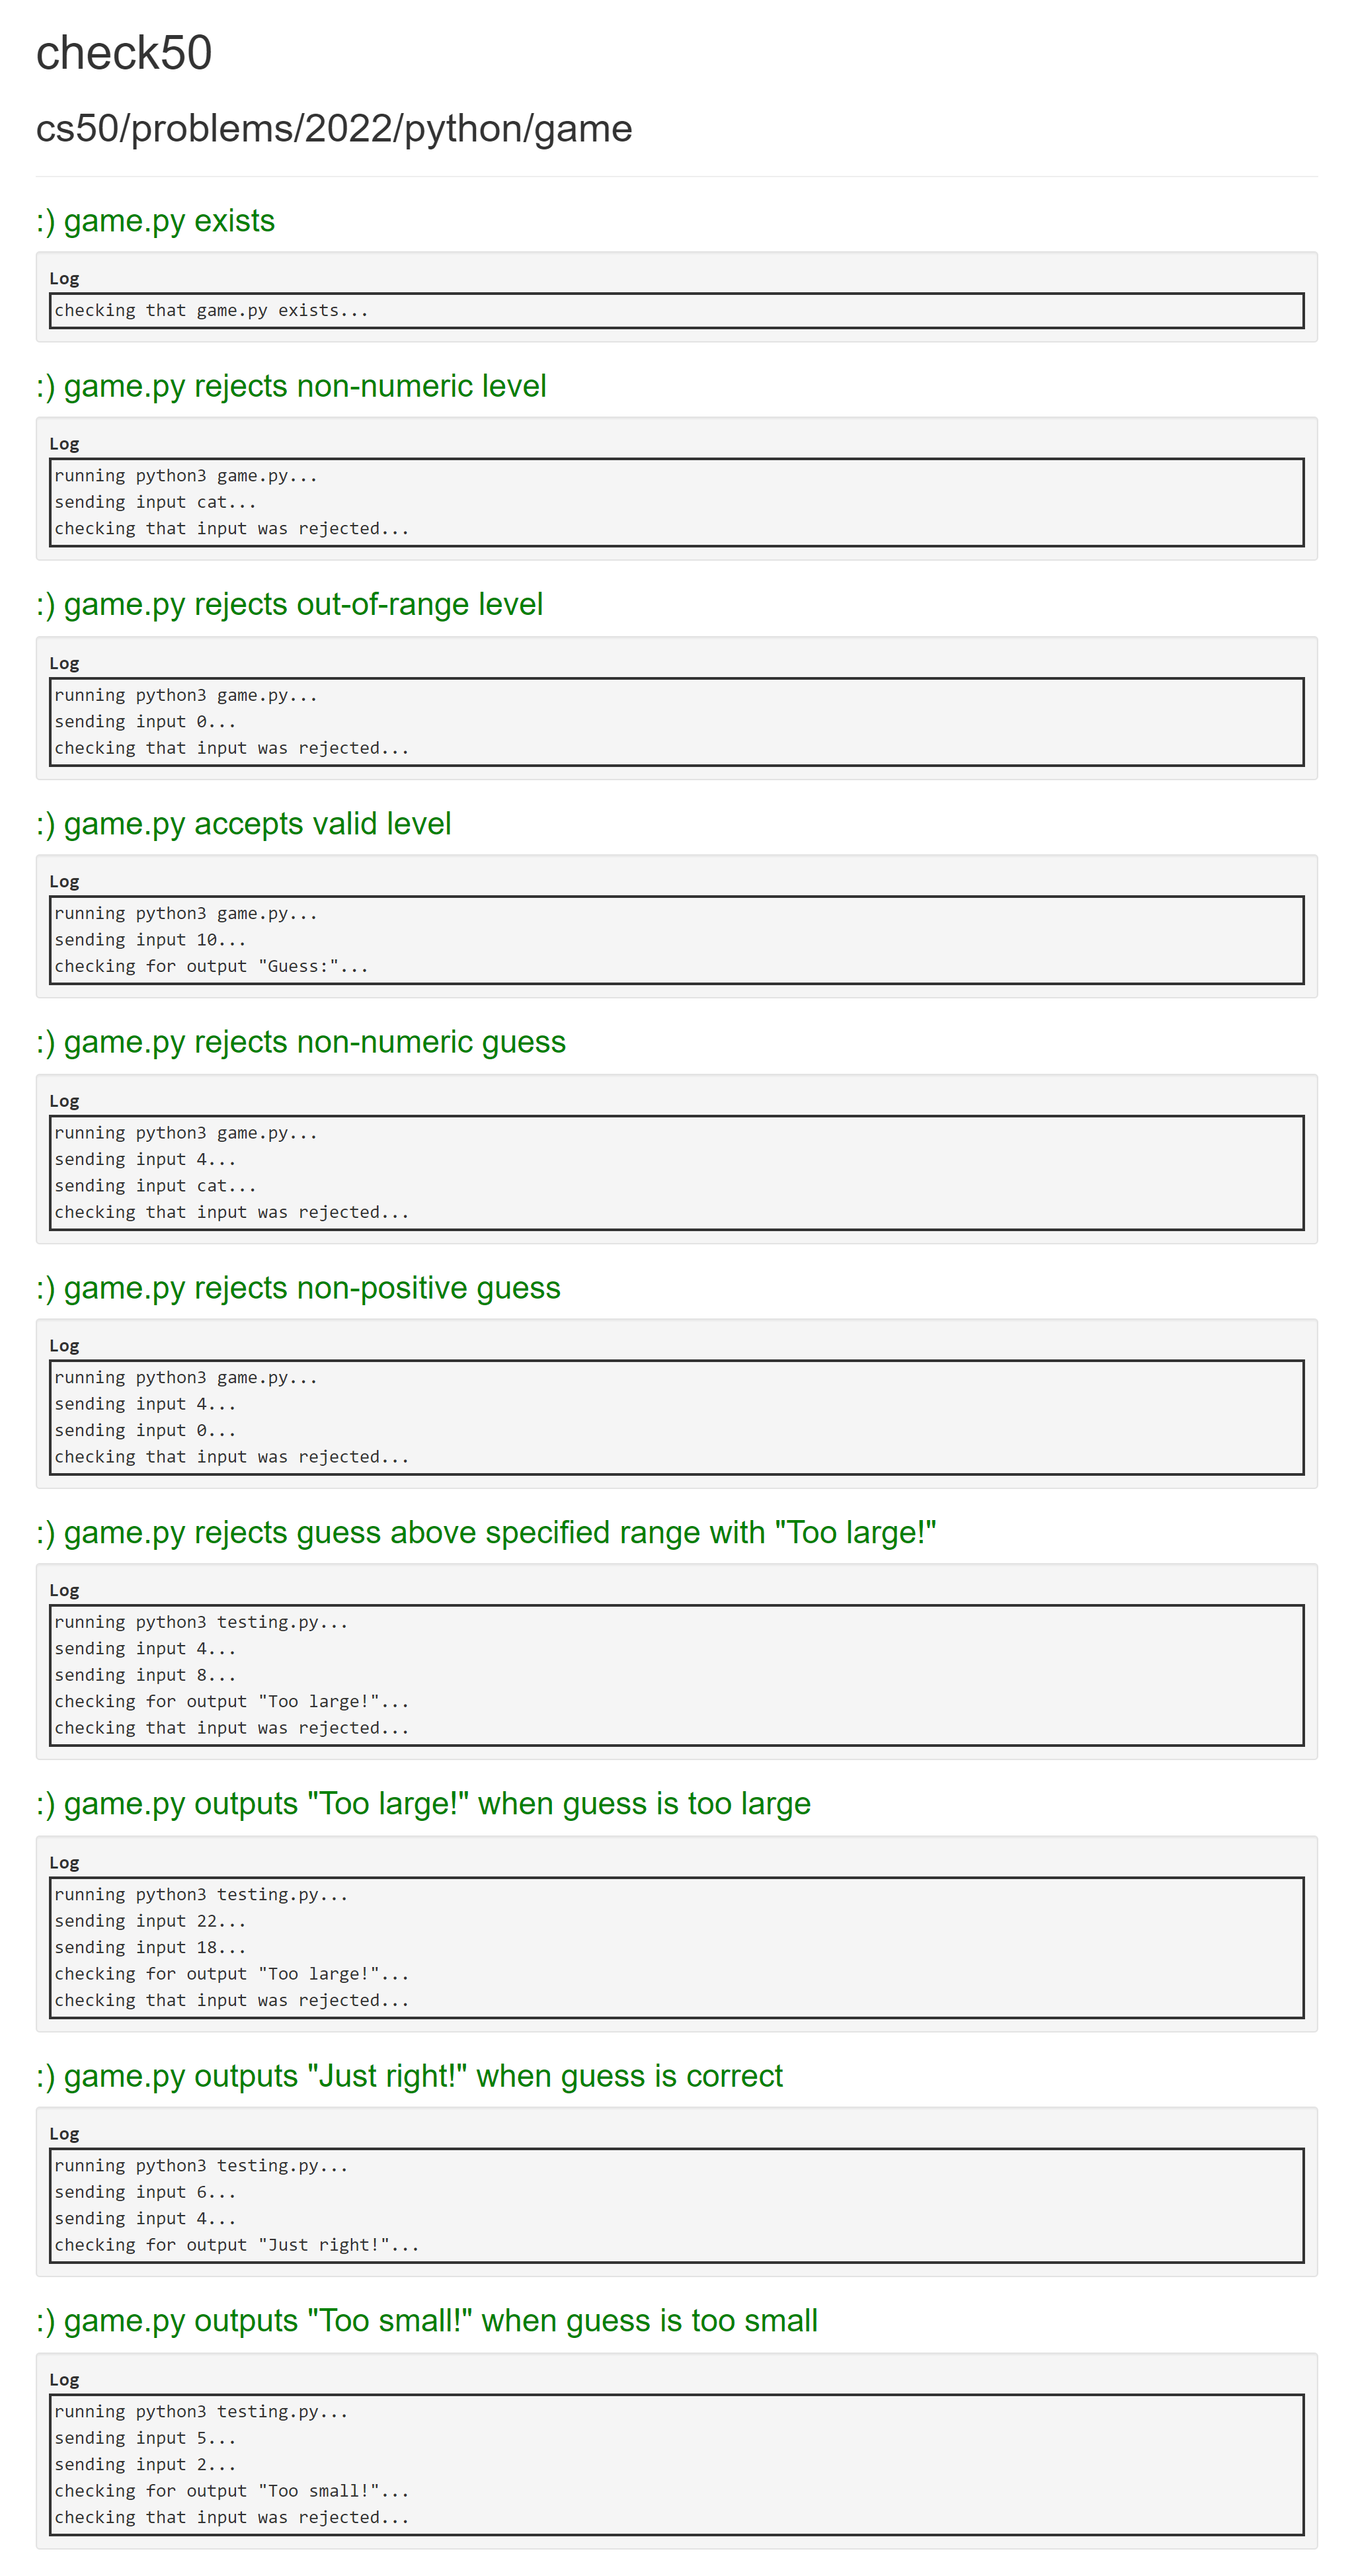 check50
cs50/problems/2022/python/game
:) game.py exists
Log
checking that game.py exists...
:) game.py rejects non-numeric level
Log
running python3 game.py...
sending input cat...
checking that input was rejected...
:) game.py rejects out-of-range level
Log
running python3 game.py...
sending input 0...
checking that input was rejected...
:) game.py accepts valid level
Log
running python3 game.py...
sending input 10...
checking for output "Guess:"...
:) game.py rejects non-numeric guess
Log
running python3 game.py...
sending input 4...
sending input cat...
checking that input was rejected...
:) game.py rejects non-positive guess
Log
running python3 game.py...
sending input 4...
sending input 0...
checking that input was rejected...
:) game.py rejects guess above specified range with "Too large!"
Log
running python3 testing.py...
sending input 4...
sending input 8...
checking for output "Too large!"...
checking that input was rejected...
:) game.py outputs "Too large!" when guess is too large
Log
running python3 testing.py...
sending input 22...
sending input 18...
checking for output "Too large!"...
checking that input was rejected...
:) game.py outputs "Just right!" when guess is correct
Log
running python3 testing.py...
sending input 6...
sending input 4...
checking for output "Just right!"...
:) game.py outputs "Too small!" when guess is too small
Log
running python3 testing.py...
sending input 5...
sending input 2...
checking for output "Too small!"...
checking that input was rejected...